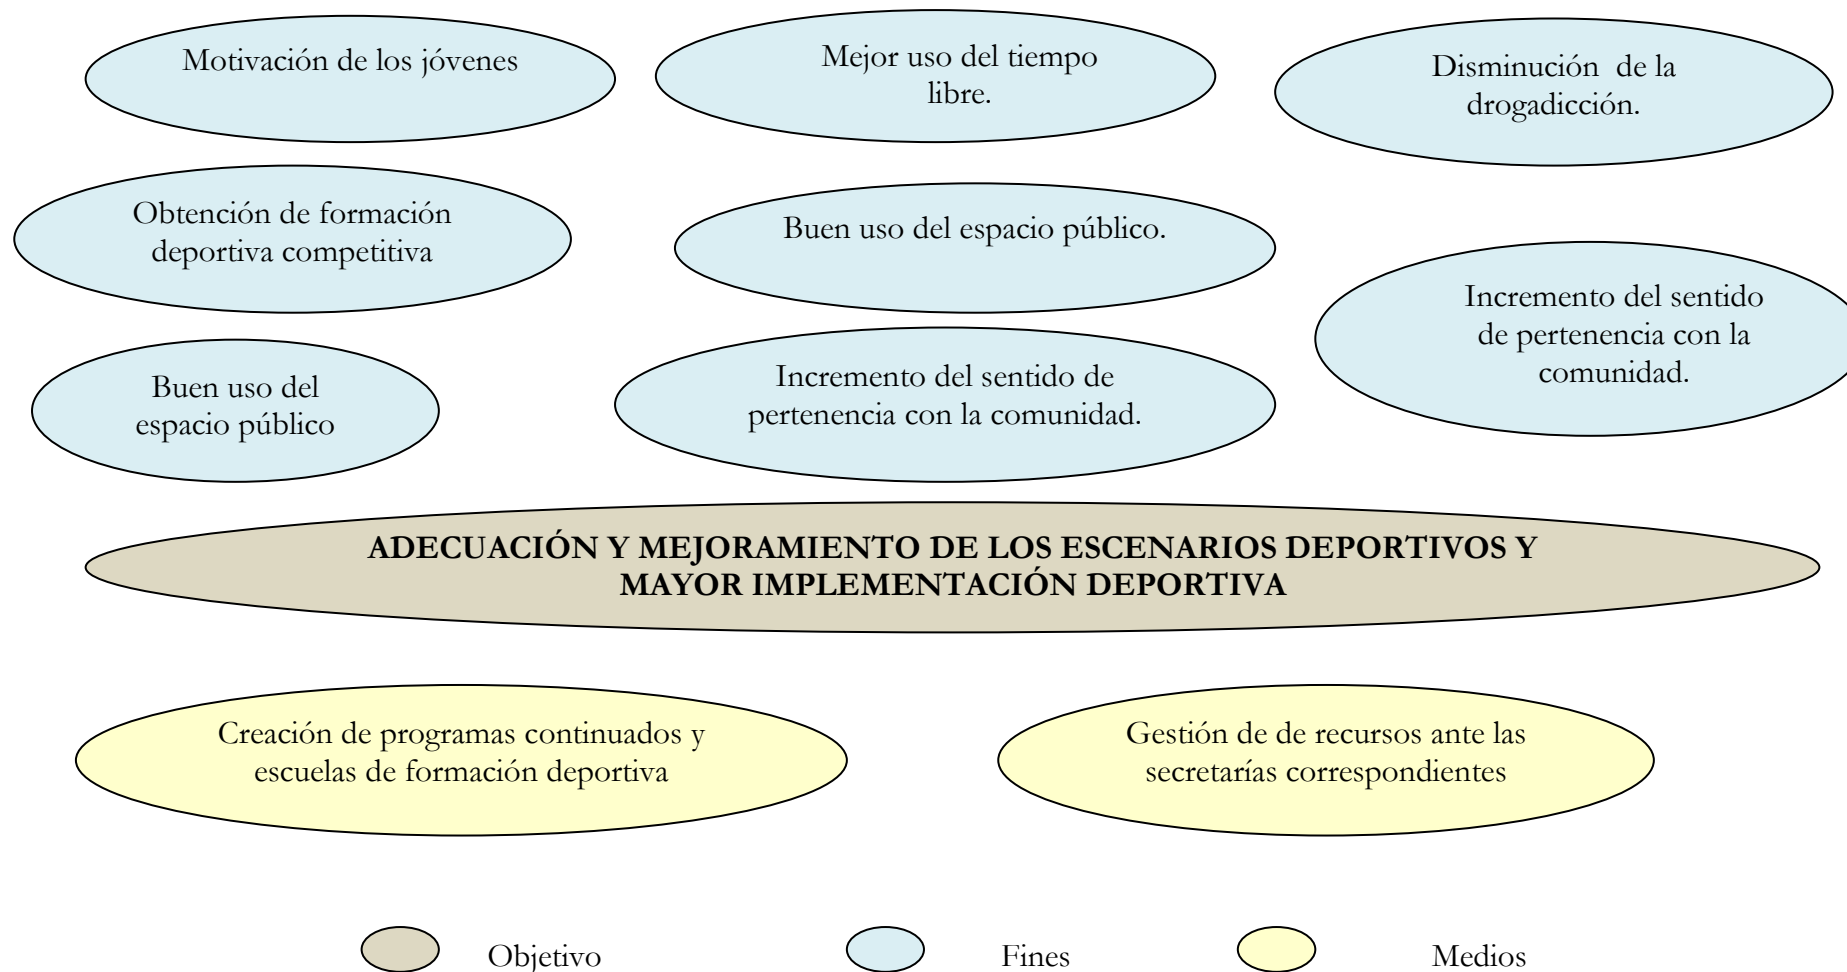 Motivación de los jóvenes
Mejor uso del tiempo
libre.
Disminución  de la
drogadicción.
Obtención de formación
deportiva competitiva
Buen uso del espacio público.
Incremento del sentido
de pertenencia con la
comunidad.
Buen uso del
espacio público
Incremento del sentido de
pertenencia con la comunidad.
ADECUACIÓN Y MEJORAMIENTO DE LOS ESCENARIOS DEPORTIVOS Y
MAYOR IMPLEMENTACIÓN DEPORTIVA
Creación de programas continuados y
escuelas de formación deportiva
Gestión de de recursos ante las
secretarías correspondientes
Objetivo
Fines
Medios